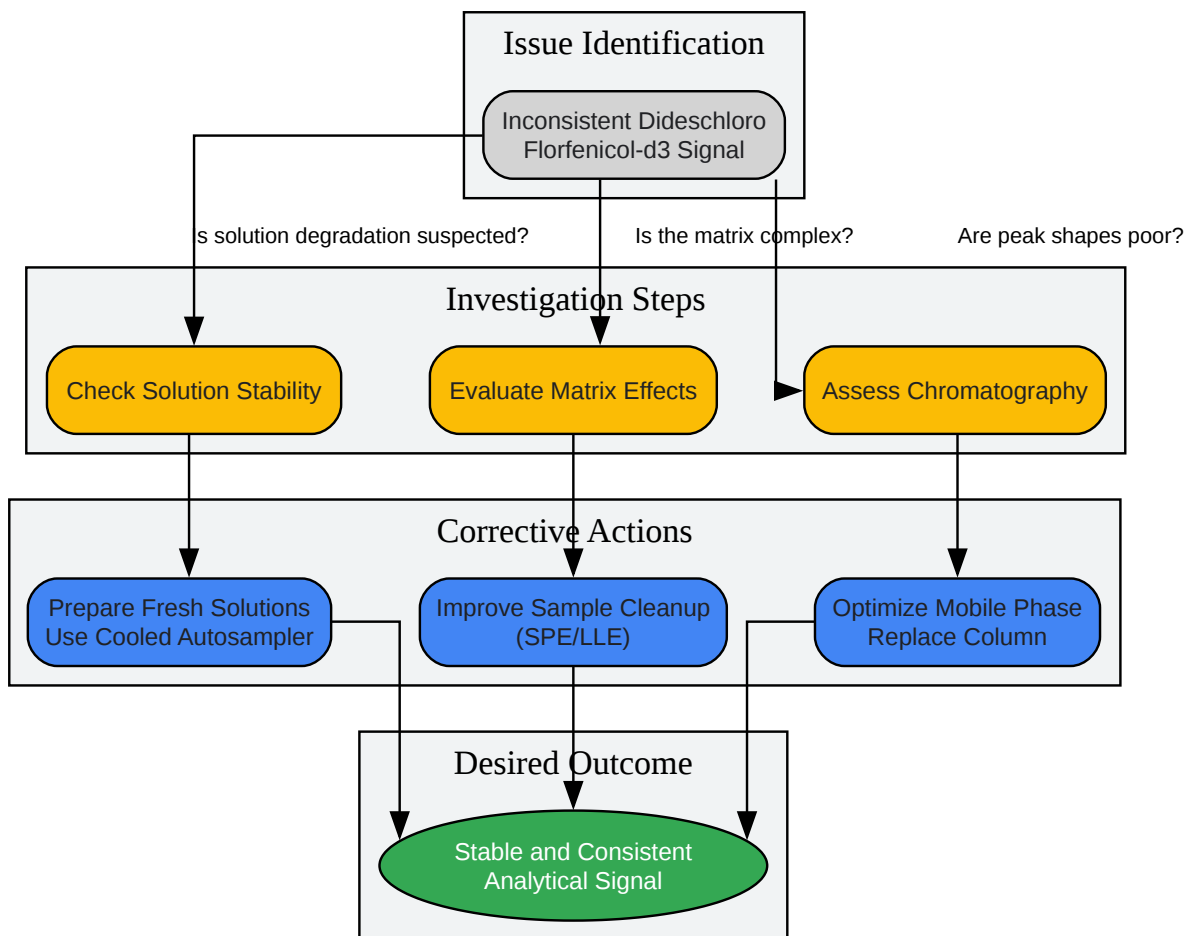 Issue Identification
Inconsistent Dideschloro
Florfenicol-d3 Signal
Is solution degradation suspected?
Is the matrix complex?
Are peak shapes poor?
Investigation Steps
Check Solution Stability
Evaluate Matrix Effects
Assess Chromatography
Corrective Actions
Prepare Fresh Solutions
Use Cooled Autosampler
Improve Sample Cleanup
(SPE/LLE)
Optimize Mobile Phase
Replace Column
Desired Outcome
Stable and Consistent
Analytical Signal